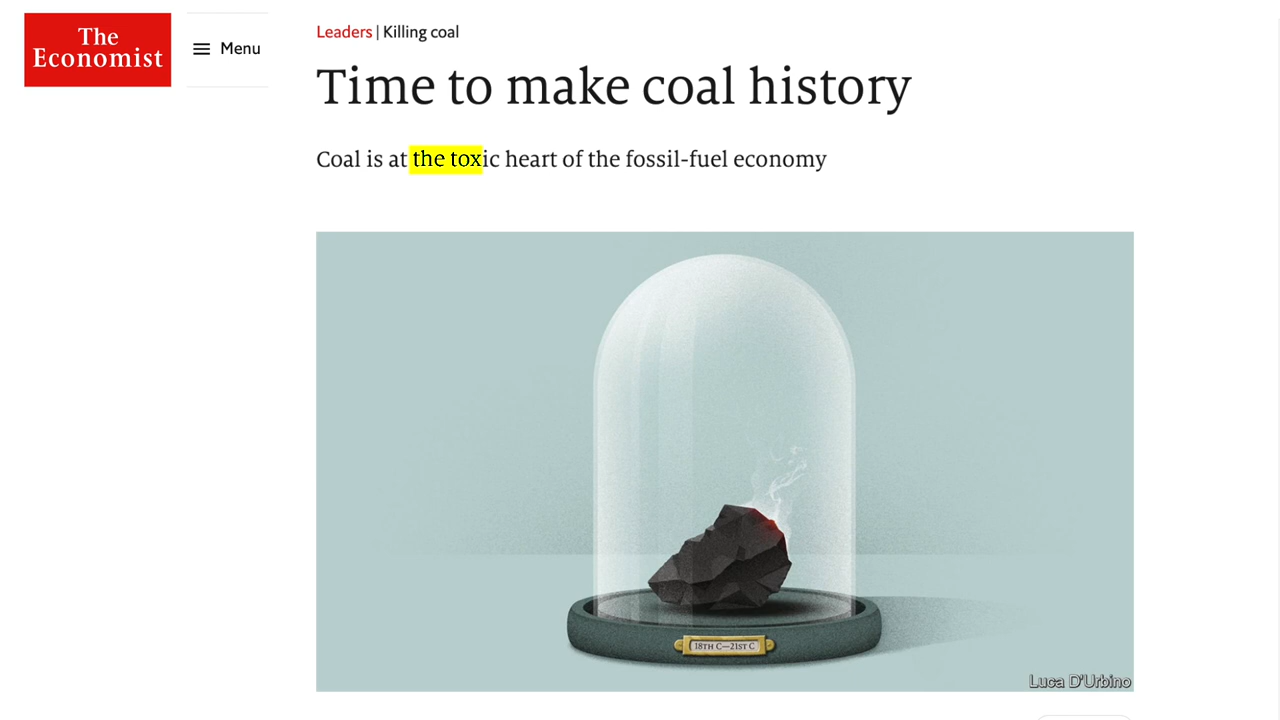 The
Economist
Menu
Leaders | Killing coal
Time to make coal history
Coal is at the toxic heart of the fossil-fuel economy
18TH C—21ST C
Luca D'Urbino